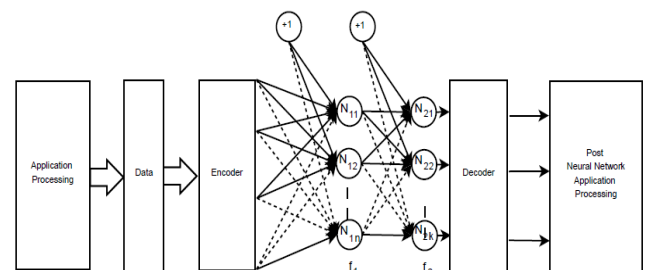 +1
+1
Application
Processing
Data
Encoder
N11
N12
N1n
N21
N22
N2k
Decoder
Post
Neural Network
Application
Processing